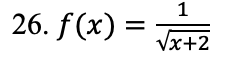 26. f(x) = 1/√(x+2)